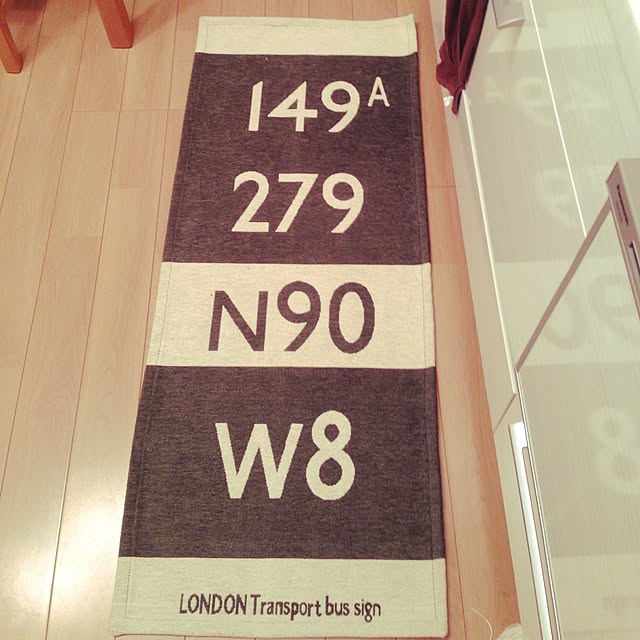 149A
279
N90
W8
LONDON Transport bus sign